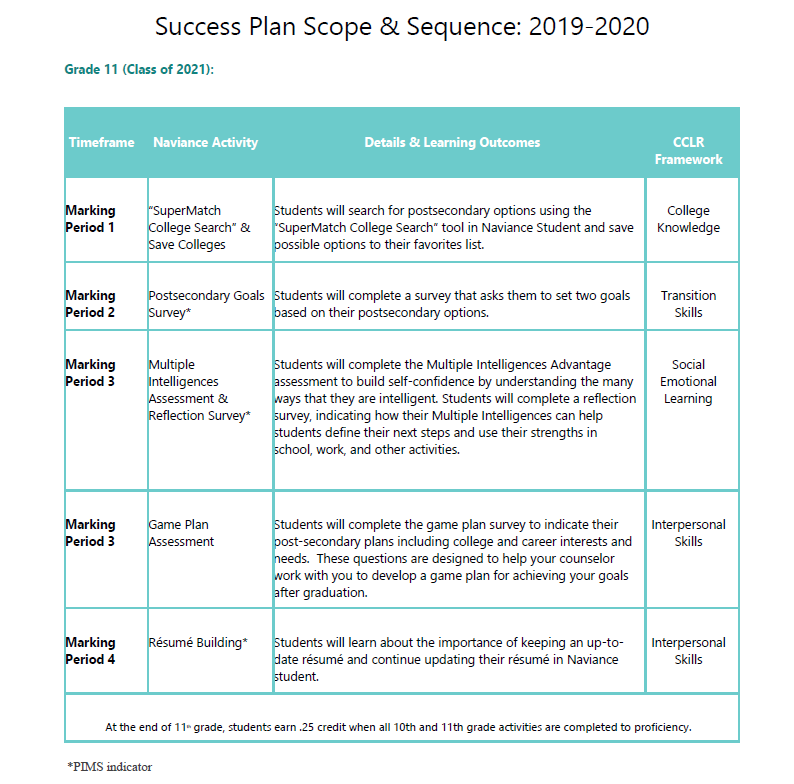 Success Plan Scope & Sequence: 2019-2020
Grade 11 (Class of 2021):
Timeframe
Naviance Activity
Details & Learning Outcomes
CCLR
Framework
Marking
Period 1
"SuperMatch
College Search" &
Save Colleges
Students will search for postsecondary options using the
"SuperMatch College Search" tool in Naviance Student and save
possible options to their favorites list.
College
Knowledge
Marking
Period 2
Postsecondary Goals
Survey*
Students will complete a survey that asks them to set two goals
based on their postsecondary options.
Transition
Skills
Marking
Period 3
Multiple
Intelligences
Assessment &
Reflection Survey*
Students will complete the Multiple Intelligences Advantage
assessment to build self-confidence by understanding the many
ways that they are intelligent. Students will complete a reflection
survey, indicating how their Multiple Intelligences can help
students define their next steps and use their strengths in
school, work, and other activities.
Social
Emotional
Learning
Marking
Period 3
Game Plan
Assessment
Students will complete the game plan survey to indicate their
post-secondary plans including college and career interests and
needs.  These questions are designed to help your counselor
work with you to develop a game plan for achieving your goals
after graduation.
Interpersonal
Skills
Marking
Period 4
Résumé Building*
Students will learn about the importance of keeping an up-to-
date résumé and continue updating their résumé in Naviance
student.
Interpersonal
Skills
At the end of 11th grade, students earn .25 credit when all 10th and 11th grade activities are completed to proficiency.
*PIMS indicator